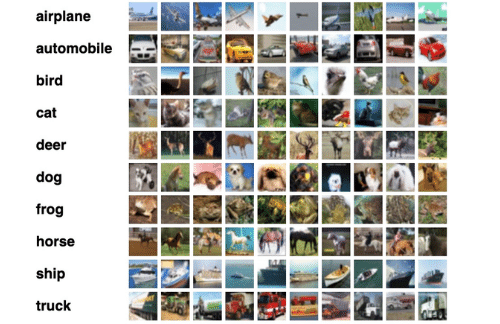 airplane
automobile
bird
cat
deer
dog
frog
horse
ship
truck